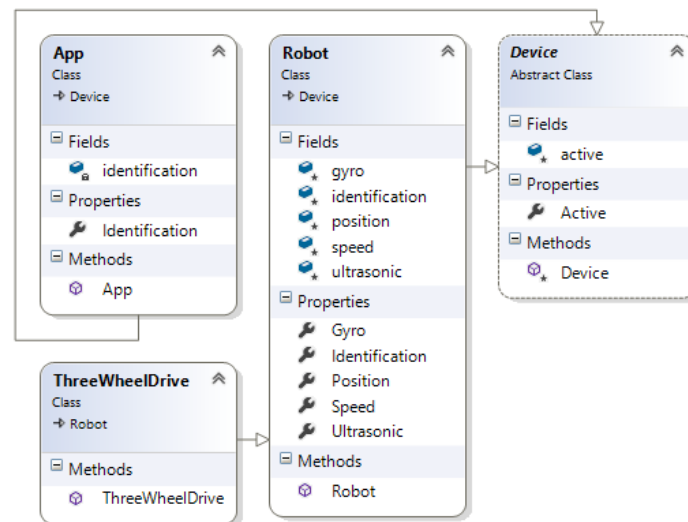 App
Class
Device
Fields
identification
Properties
Identification
Methods
App
ThreeWheelDrive
Class
Robot
Methods
ThreeWheelDrive
Robot
Class
Device
Fields
gyro
identification
position
speed
ultrasonic
Properties
Gyro
Identification
Position
Speed
Ultrasonic
Methods
Robot
Device
Abstract Class
Fields
active
Properties
Active
Methods
Device